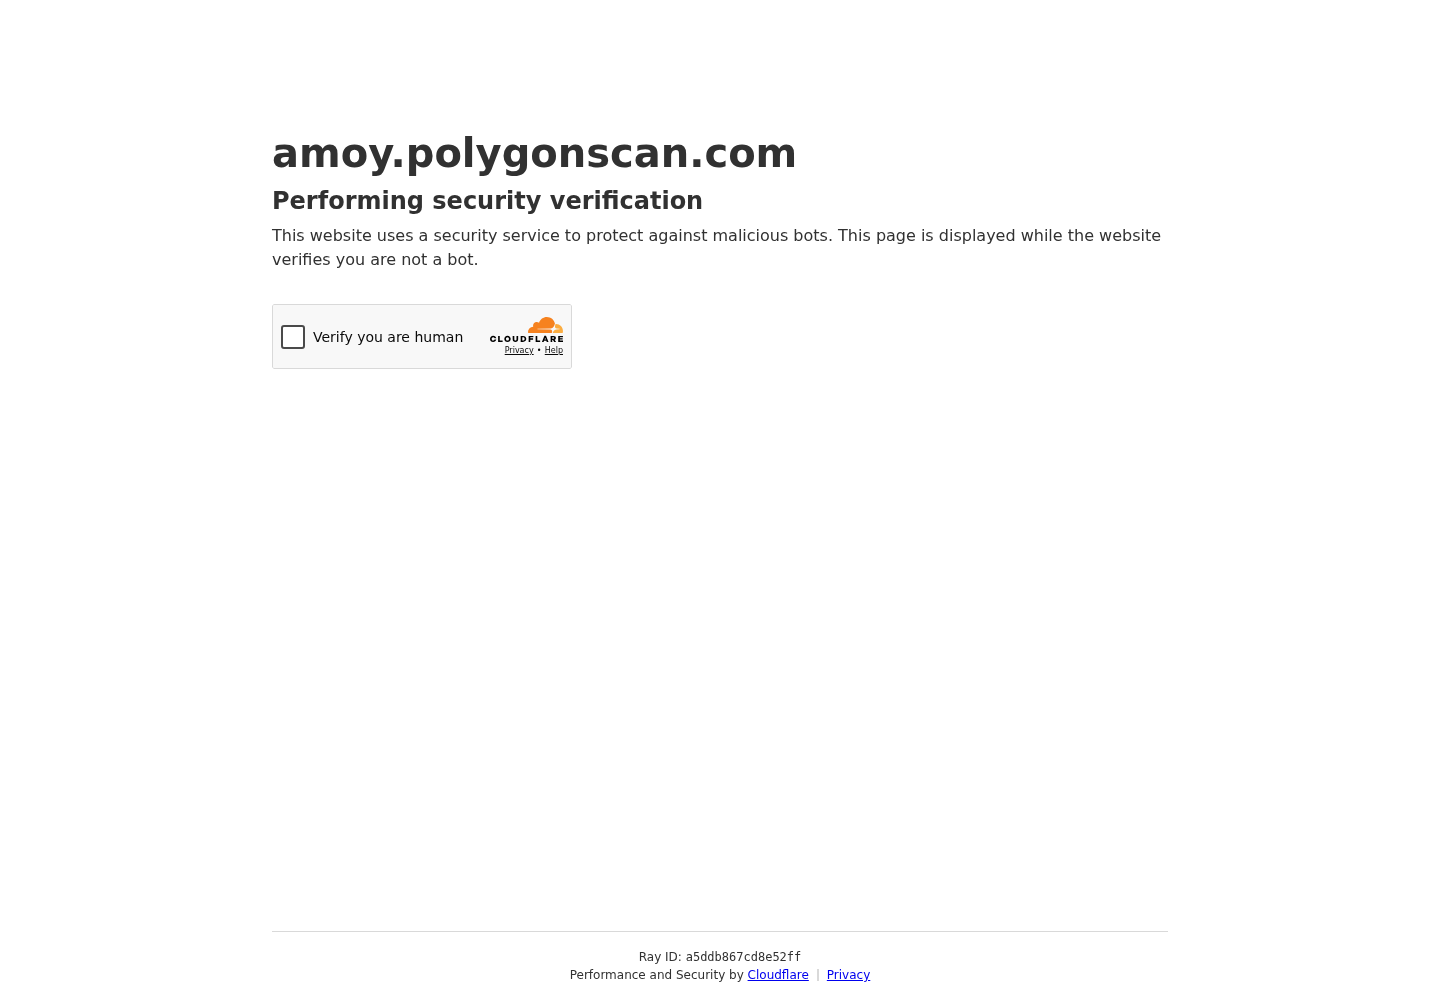 amoy.polygonscan.com
Performing security verification
This website uses a security service to protect against malicious bots. This page is displayed while the website
verifies you are not a bot.
Verify you are human
CLOUDFLARE
Privacy • Help
Ray ID: a5ddb867cd8e52ff
Performance and Security by Cloudflare | Privacy